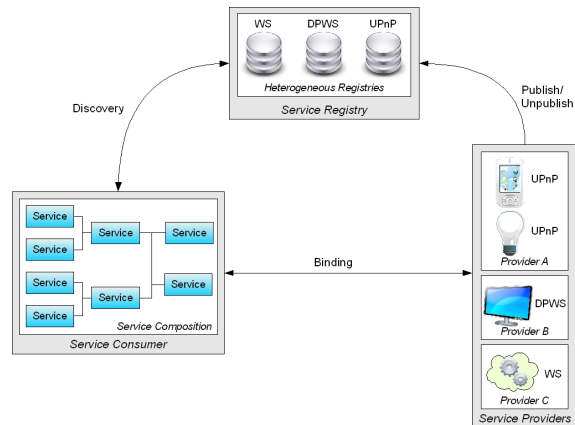 WS DPWS UPnP
Heterogeneous Registries
Service Registry
Discovery
Publish/
Unpublish
Service
Service
Service
Service
Service
Service
Service
Service
Service Composition
Service Consumer
Binding
UPnP
UPnP
Provider A
DPWS
Provider B
WS
Provider C
Service Providers